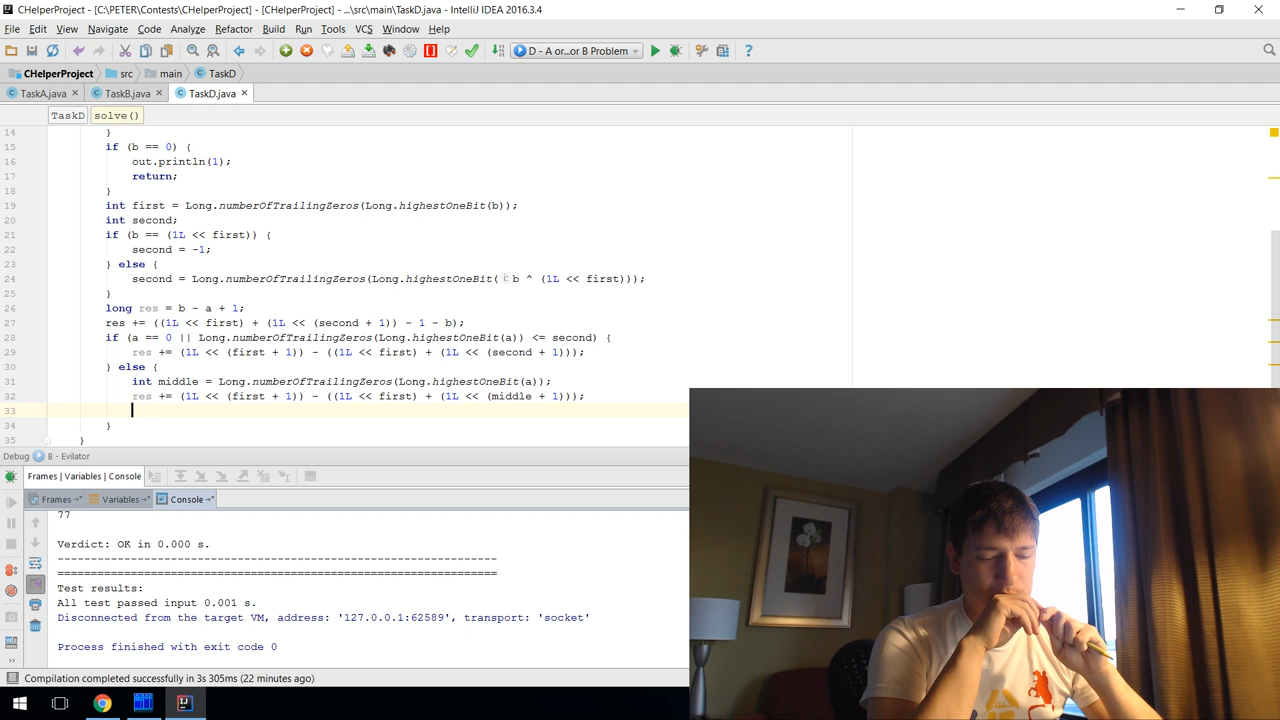 CHelperProject - [C:\PETER\Contests\CHelperProject] - [CHelperProject] - ...\src\main\TaskD.java - IntelliJ IDEA 2016.3.4
File Edit View Navigate Code Analyze Refactor Build Run Tools VCS Window Help
D - A or...or B Problem
CHelperProject src main TaskD
TaskA.java TaskB.java TaskD.java
TaskD solve()
14 }
15 if (b == 0) {
16 out.println(1);
17 return;
18 }
19 int first = Long.numberOfTrailingZeros(Long.highestOneBit(b));
20 int second;
21 if (b == (1L << first)) {
22 second = -1;
23 } else {
24 second = Long.numberOfTrailingZeros(Long.highestOneBit( b ^ (1L << first)));
25 }
26 long res = b - a + 1;
27 res += ((1L << first) + (1L << (second + 1)) - 1 - b);
28 if (a == 0 || Long.numberOfTrailingZeros(Long.highestOneBit(a)) <= second) {
29 res += (1L << (first + 1)) - ((1L << first) + (1L << (second + 1)));
30 } else {
31 int middle = Long.numberOfTrailingZeros(Long.highestOneBit(a));
32 res += (1L << (first + 1)) - ((1L << first) + (1L << (middle + 1)));
33
34 }
35 }
Debug B - Evilator
Frames | Variables | Console
Frames Variables Console
77
Verdict: OK in 0.000 s.
------------------------------------------------------------------
==================================================================
Test results:
All test passed input 0.001 s.
Disconnected from the target VM, address: '127.0.0.1:62589', transport: 'socket'
Process finished with exit code 0
Compilation completed successfully in 3s 305ms (22 minutes ago)